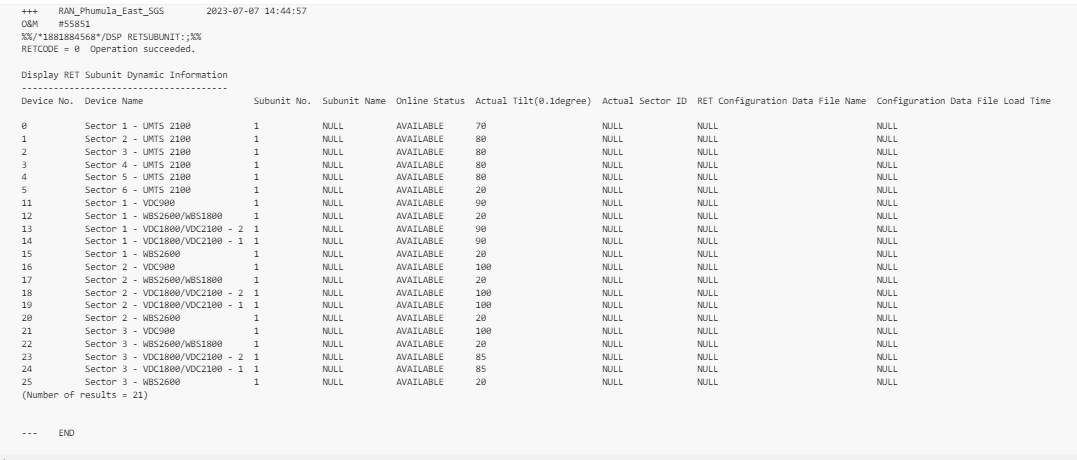 +++    RAN_Phumula_East_SGS        2023-07-07 14:44:57
O&M    #55851
%%/*1881884568*/DSP RETSUBUNIT:;%%
RETCODE = 0  Operation succeeded.
Display RET Subunit Dynamic Information
---------------------------------------
Device No.  Device Name  Subunit No.  Subunit Name  Online Status  Actual Tilt(0.1degree)  Actual Sector ID  RET Configuration Data File Name  Configuration Data File Load Time
0  Sector 1 - UMTS 2100  1  NULL  AVAILABLE  70  NULL  NULL  NULL
1  Sector 2 - UMTS 2100  1  NULL  AVAILABLE  80  NULL  NULL  NULL
2  Sector 3 - UMTS 2100  1  NULL  AVAILABLE  80  NULL  NULL  NULL
3  Sector 4 - UMTS 2100  1  NULL  AVAILABLE  80  NULL  NULL  NULL
4  Sector 5 - UMTS 2100  1  NULL  AVAILABLE  80  NULL  NULL  NULL
5  Sector 6 - UMTS 2100  1  NULL  AVAILABLE  20  NULL  NULL  NULL
11  Sector 1 - VDC900  1  NULL  AVAILABLE  90  NULL  NULL  NULL
12  Sector 1 - WBS2600/WBS1800  1  NULL  AVAILABLE  20  NULL  NULL  NULL
13  Sector 1 - VDC1800/VDC2100 - 2  1  NULL  AVAILABLE  90  NULL  NULL  NULL
14  Sector 1 - VDC1800/VDC2100 - 1  1  NULL  AVAILABLE  90  NULL  NULL  NULL
15  Sector 1 - WBS2600  1  NULL  AVAILABLE  20  NULL  NULL  NULL
16  Sector 2 - VDC900  1  NULL  AVAILABLE  100  NULL  NULL  NULL
17  Sector 2 - WBS2600/WBS1800  1  NULL  AVAILABLE  20  NULL  NULL  NULL
18  Sector 2 - VDC1800/VDC2100 - 2  1  NULL  AVAILABLE  100  NULL  NULL  NULL
19  Sector 2 - VDC1800/VDC2100 - 1  1  NULL  AVAILABLE  100  NULL  NULL  NULL
20  Sector 2 - WBS2600  1  NULL  AVAILABLE  20  NULL  NULL  NULL
21  Sector 3 - VDC900  1  NULL  AVAILABLE  100  NULL  NULL  NULL
22  Sector 3 - WBS2600/WBS1800  1  NULL  AVAILABLE  20  NULL  NULL  NULL
23  Sector 3 - VDC1800/VDC2100 - 2  1  NULL  AVAILABLE  85  NULL  NULL  NULL
24  Sector 3 - VDC1800/VDC2100 - 1  1  NULL  AVAILABLE  85  NULL  NULL  NULL
25  Sector 3 - WBS2600  1  NULL  AVAILABLE  20  NULL  NULL  NULL
(Number of results = 21)
---    END